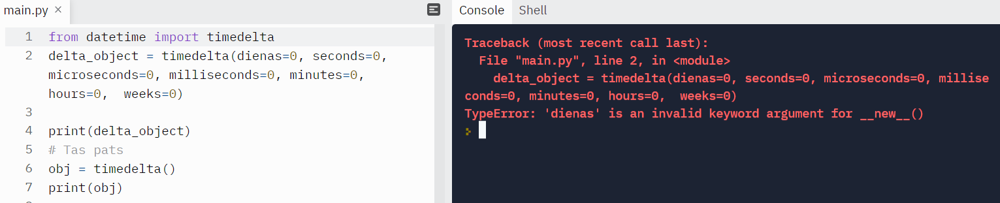 main.py ×
1 from datetime import timedelta
2 delta_object = timedelta(dienas=0, seconds=0,
microseconds=0, milliseconds=0, minutes=0,
hours=0,  weeks=0)
3
4 print(delta_object)
5 # Tas pats
6 obj = timedelta()
7 print(obj)
Console Shell
Traceback (most recent call last):
  File "main.py", line 2, in <module>
    delta_object = timedelta(dienas=0, seconds=0, microseconds=0, millise
conds=0, minutes=0, hours=0,  weeks=0)
TypeError: 'dienas' is an invalid keyword argument for __new__()